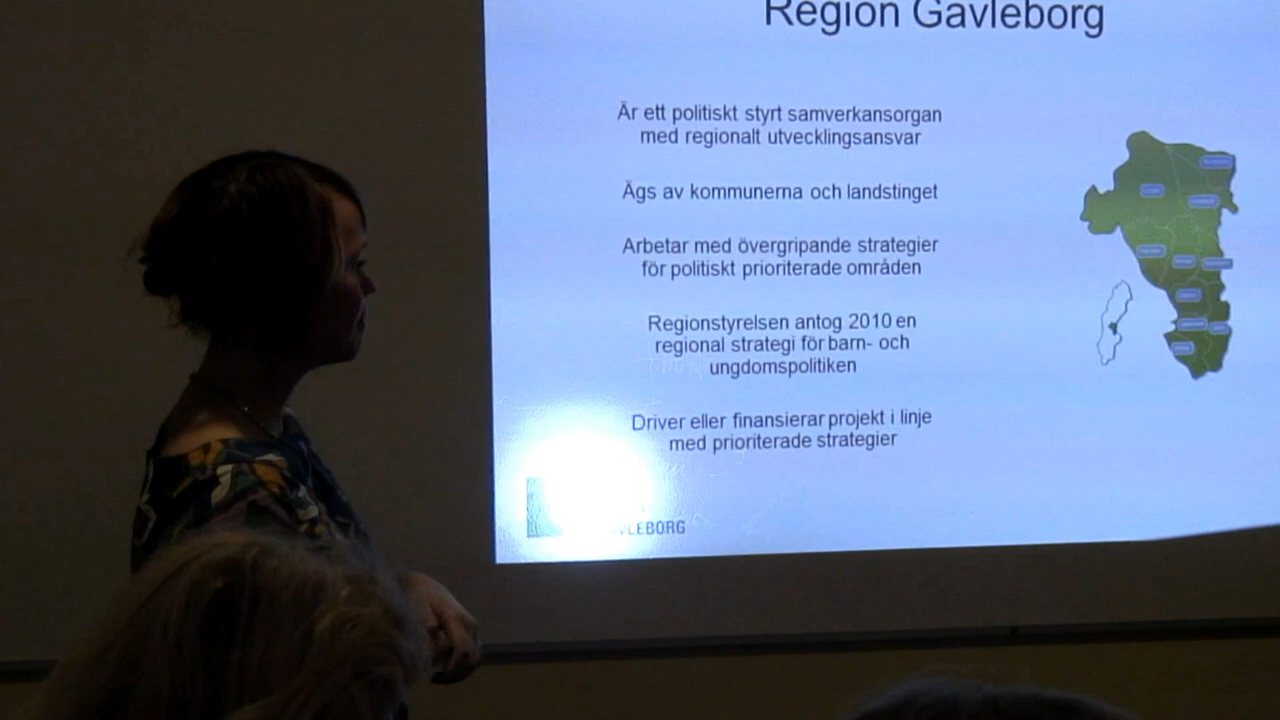 Region Gävleborg
Är ett politiskt styrt samverkansorgan
med regionalt utvecklingsansvar
Ägs av kommunerna och landstinget
Arbetar med övergripande strategier
för politiskt prioriterade områden
Regionstyrelsen antog 2010 en
regional strategi för barn- och
ungdomspolitiken
Driver eller finansierar projekt i linje
med prioriterade strategier
LEBORG